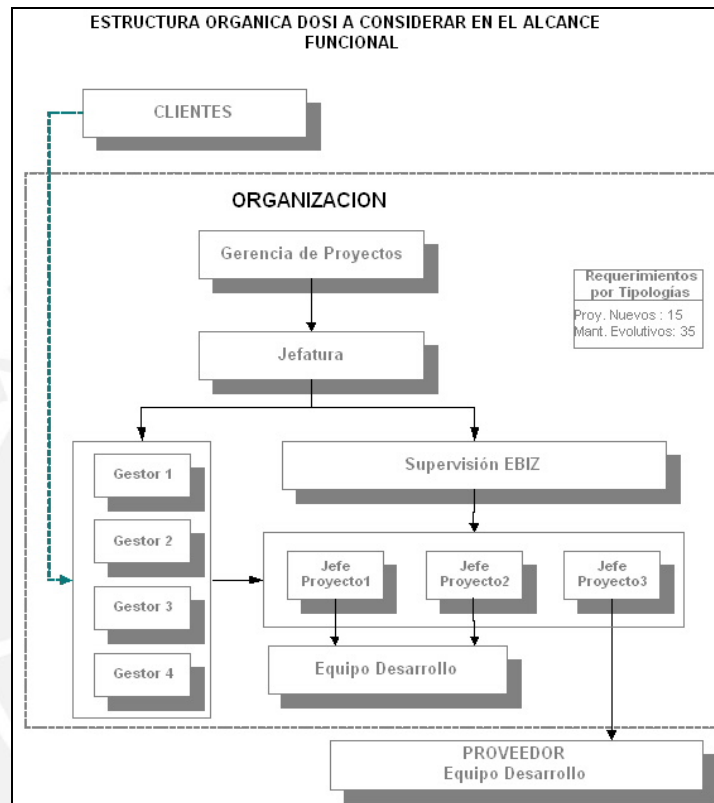 ESTRUCTURA ORGANICA DOSI A CONSIDERAR EN EL ALCANCE
FUNCIONAL
CLIENTES
ORGANIZACION
Gerencia de Proyectos
Requerimientos
por Tipologías
Proy. Nuevos : 15
Mant. Evolutivos: 35
Jefatura
Gestor 1
Gestor 2
Gestor 3
Gestor 4
Supervisión EBIZ
Jefe
Proyecto1
Jefe
Proyecto2
Jefe
Proyecto3
Equipo Desarrollo
PROVEEDOR
Equipo Desarrollo